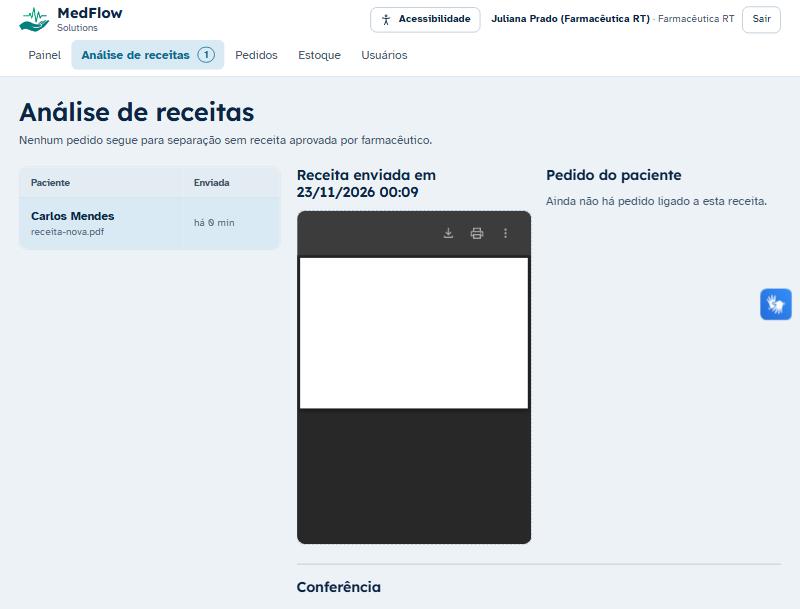 MedFlow
Solutions
Acessibilidade
Juliana Prado (Farmacêutica RT) · Farmacêutica RT
Sair
Painel
Análise de receitas 1
Pedidos
Estoque
Usuários
Análise de receitas
Nenhum pedido segue para separação sem receita aprovada por farmacêutico.
Paciente Enviada
Carlos Mendes
receita-nova.pdf
há 0 min
Receita enviada em
23/11/2026 00:09
Conferência
Pedido do paciente
Ainda não há pedido ligado a esta receita.